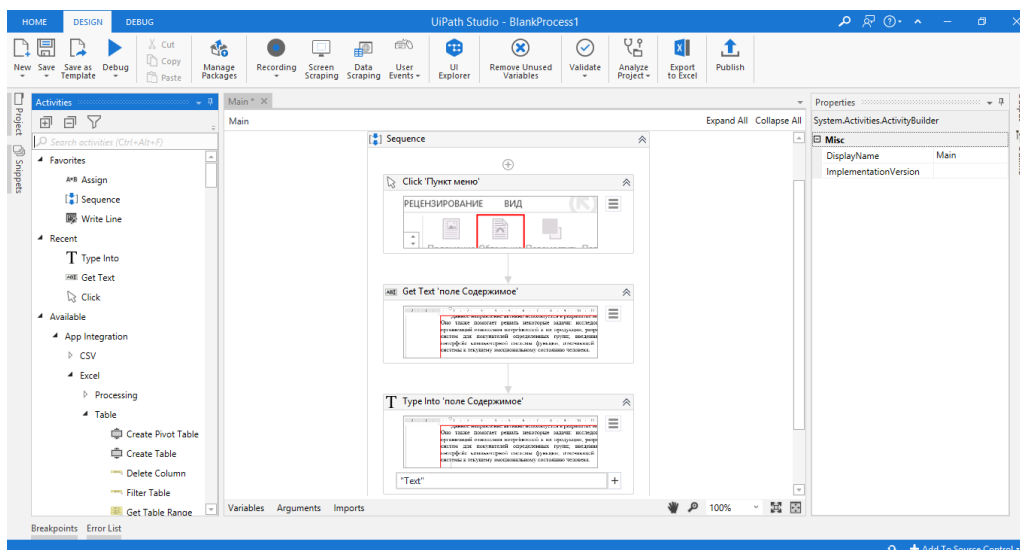 HOME DESIGN DEBUG UiPath Studio - BlankProcess1
New Save Save as Template Debug Cut Copy Paste Manage Packages Recording Screen Scraping Data Scraping User Events UI Explorer Remove Unused Variables Validate Analyze Project Export to Excel Publish
Project
Snippets
Activities
Search activities (Ctrl+Alt+F)
Favorites
A*B Assign
Sequence
Write Line
Recent
Type Into
Get Text
Click
Available
App Integration
CSV
Excel
Processing
Table
Create Pivot Table
Create Table
Delete Column
Filter Table
Get Table Range
Main* ×
Main Expand All Collapse All
Sequence
Click 'Пункт меню'
РЕЦЕНЗИРОВАНИЕ ВИД
Get Text 'поле Содержимое'
Type Into 'поле Содержимое'
"Text"
Variables Arguments Imports 100%
Properties
System.Activities.ActivityBuilder
Misc
DisplayName Main
ImplementationVersion
Breakpoints Error List
Add To Source Control